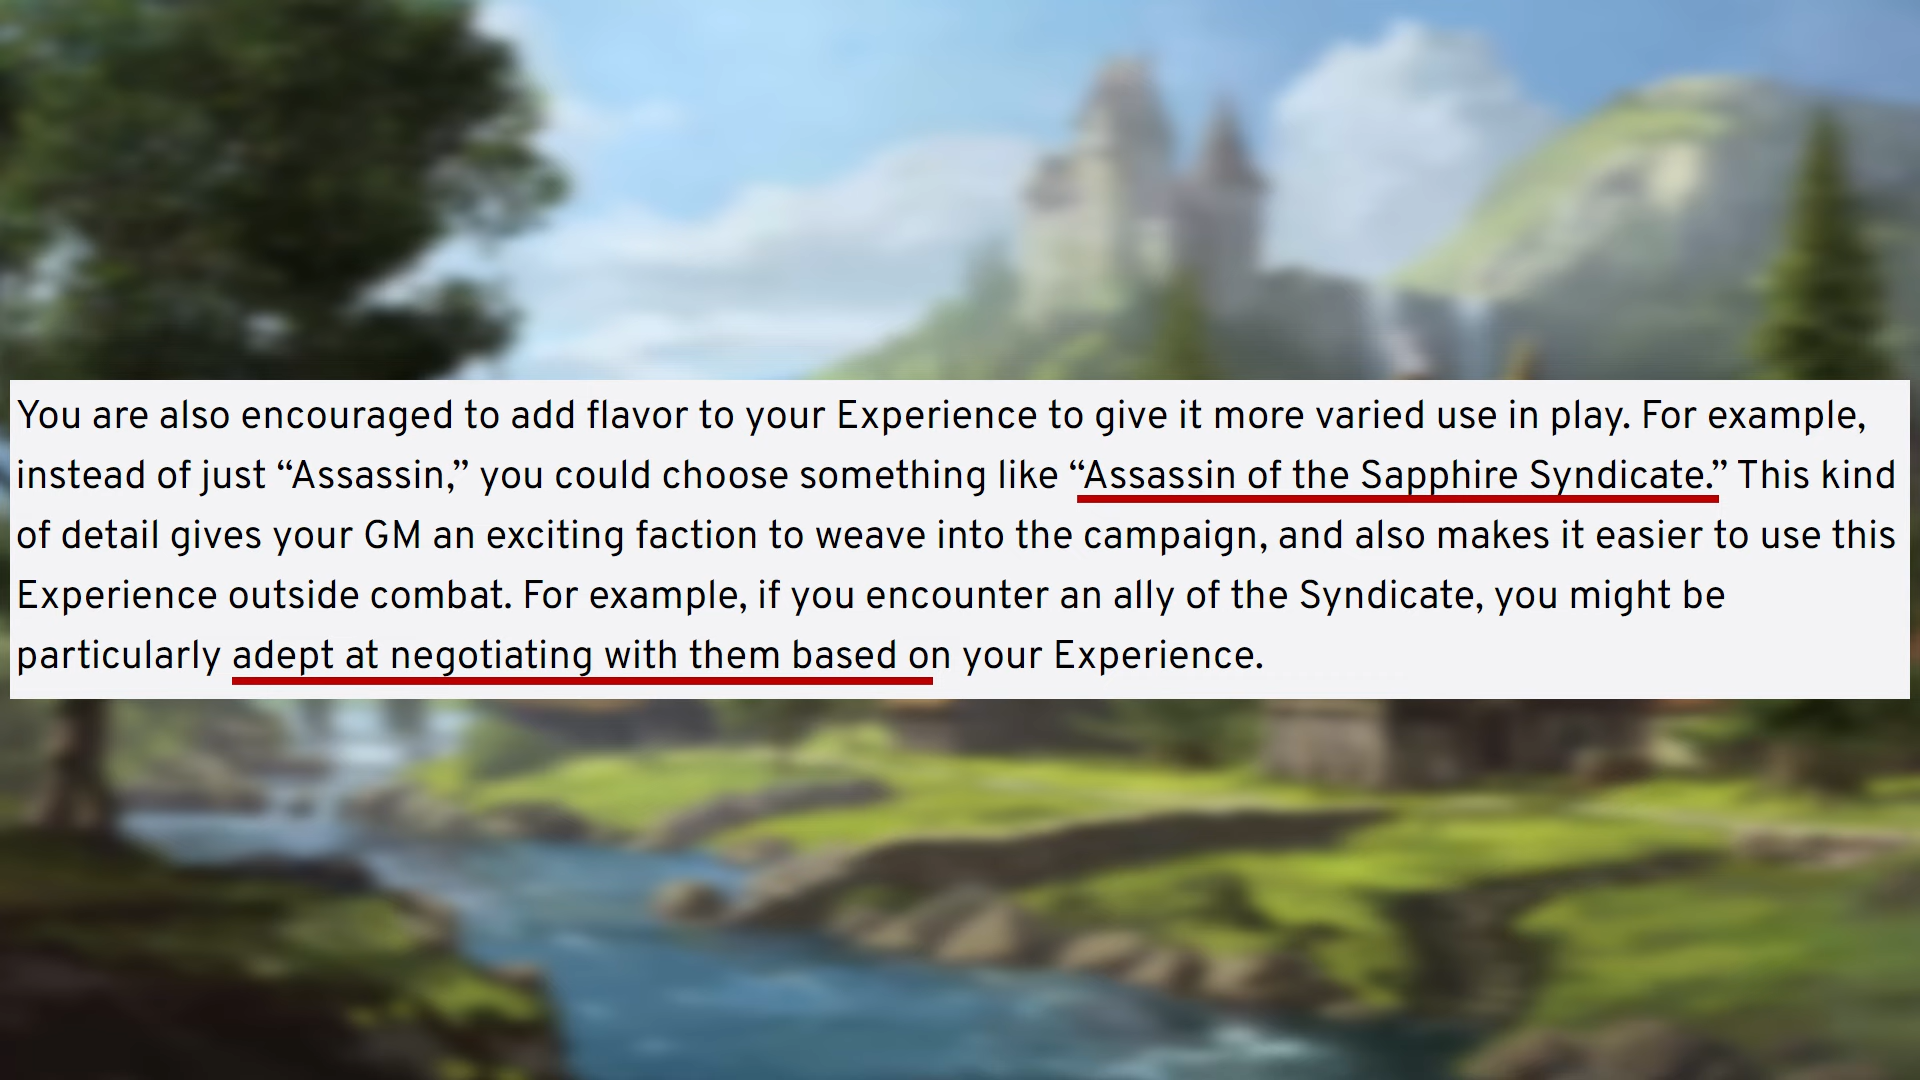 You are also encouraged to add flavor to your Experience to give it more varied use in play. For example,
instead of just “Assassin,” you could choose something like “Assassin of the Sapphire Syndicate.” This kind
of detail gives your GM an exciting faction to weave into the campaign, and also makes it easier to use this
Experience outside combat. For example, if you encounter an ally of the Syndicate, you might be
particularly adept at negotiating with them based on your Experience.